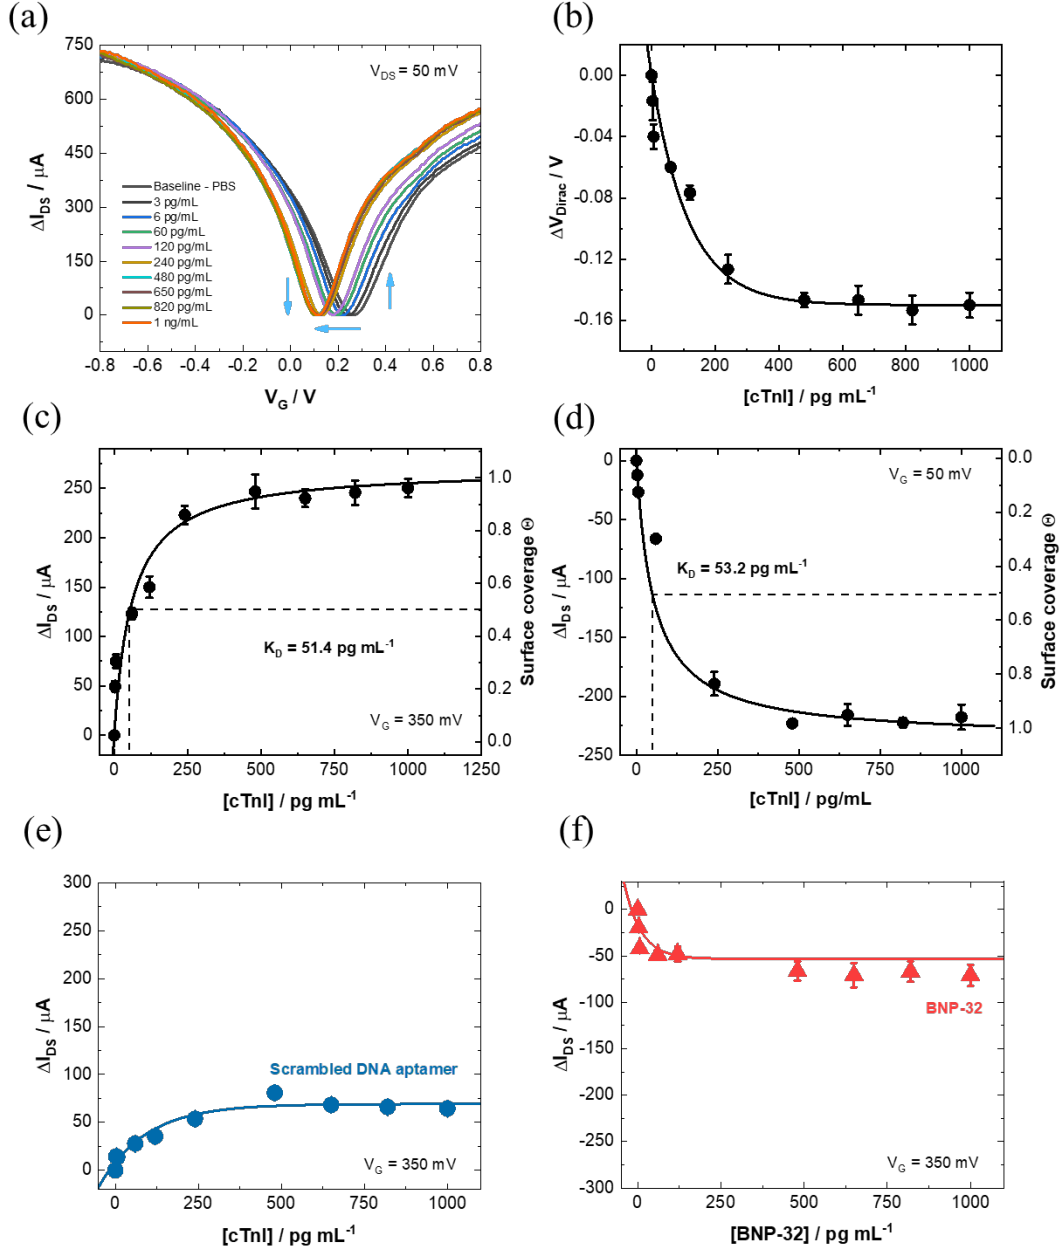 (a)
750
600
450
300
150
0
ΔI_DS / μA
V_DS = 50 mV
Baseline - PBS
3 pg/mL
6 pg/mL
60 pg/mL
120 pg/mL
240 pg/mL
480 pg/mL
650 pg/mL
820 pg/mL
1 ng/mL
-0.8 -0.6 -0.4 -0.2 0.0 0.2 0.4 0.6 0.8
V_G / V
(b)
0.00
-0.04
-0.08
-0.12
-0.16
ΔV_Dirac / V
0 200 400 600 800 1000
[cTnI] / pg mL⁻¹
(c)
250
200
150
100
50
0
ΔI_DS / μA
1.0
0.8
0.6
0.4
0.2
0.0
Surface coverage Θ
K_D = 51.4 pg mL⁻¹
V_G = 350 mV
0 250 500 750 1000 1250
[cTnI] / pg mL⁻¹
(d)
0
-25
-50
-75
-100
-125
-150
-175
-200
-225
-250
ΔI_DS / μA
0.0
0.2
0.4
0.6
0.8
1.0
Surface coverage Θ
V_G = 50 mV
K_D = 53.2 pg mL⁻¹
0 250 500 750 1000
[cTnI] / pg/mL
(e)
300
250
200
150
100
50
0
ΔI_DS / μA
Scrambled DNA aptamer
V_G = 350 mV
0 250 500 750 1000
[cTnI] / pg mL⁻¹
(f)
0
-50
-100
-150
-200
-250
-300
ΔI_DS / μA
BNP-32
V_G = 350 mV
0 250 500 750 1000
[BNP-32] / pg mL⁻¹